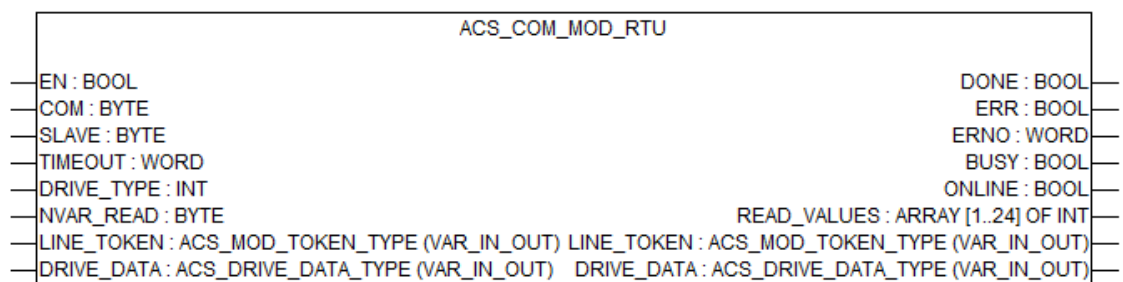 ACS_COM_MOD_RTU
EN : BOOL DONE : BOOL
COM : BYTE ERR : BOOL
SLAVE : BYTE ERNO : WORD
TIMEOUT : WORD BUSY : BOOL
DRIVE_TYPE : INT ONLINE : BOOL
NVAR_READ : BYTE READ_VALUES : ARRAY [1..24] OF INT
LINE_TOKEN : ACS_MOD_TOKEN_TYPE (VAR_IN_OUT) LINE_TOKEN : ACS_MOD_TOKEN_TYPE (VAR_IN_OUT)
DRIVE_DATA : ACS_DRIVE_DATA_TYPE (VAR_IN_OUT) DRIVE_DATA : ACS_DRIVE_DATA_TYPE (VAR_IN_OUT)